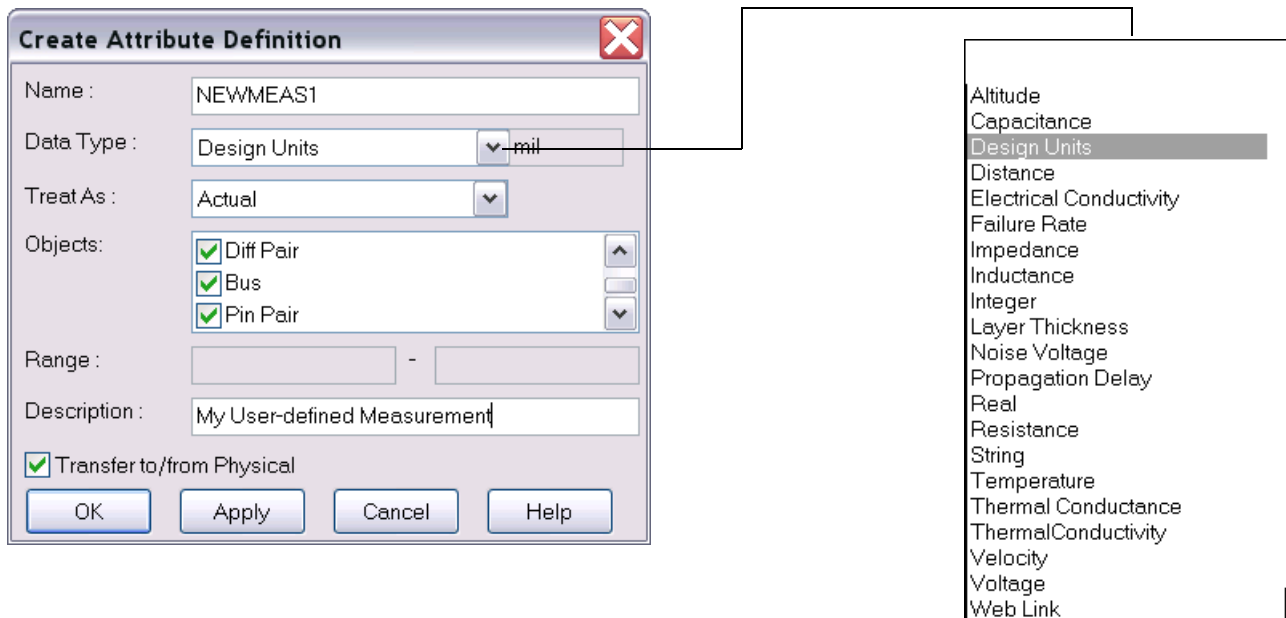 Create Attribute Definition
Name :
NEWMEAS1
Data Type :
Design Units
mil
Treat As :
Actual
Objects:
Diff Pair
Bus
Pin Pair
Range :
-
Description :
My User-defined Measurement
Transfer to/from Physical
OK
Apply
Cancel
Help
Altitude
Capacitance
Design Units
Distance
Electrical Conductivity
Failure Rate
Impedance
Inductance
Integer
Layer Thickness
Noise Voltage
Propagation Delay
Real
Resistance
String
Temperature
Thermal Conductance
ThermalConductivity
Velocity
Voltage
Web Link